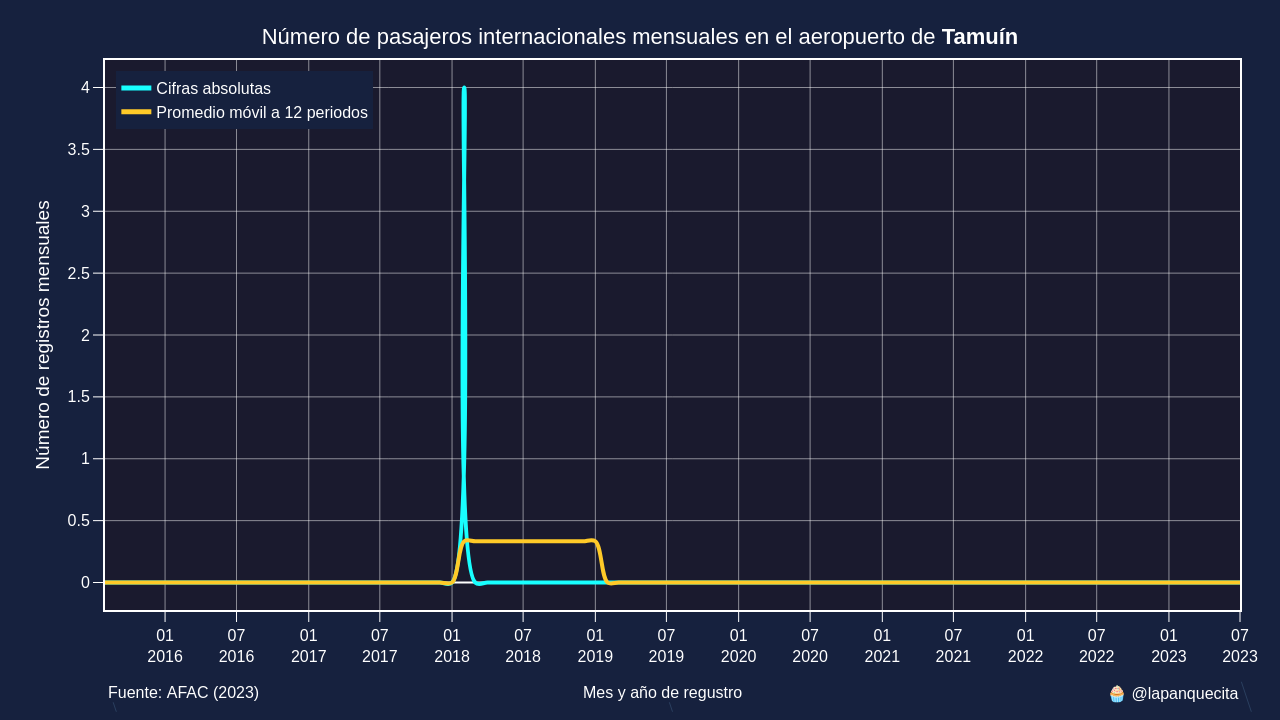 Número de pasajeros internacionales mensuales en el aeropuerto de Tamuín
Cifras absolutas
Promedio móvil a 12 periodos
Número de registros mensuales
4
3.5
3
2.5
2
1.5
1
0.5
0
01 07 01 07 01 07 01 07 01 07 01 07 01 07 01 07
2016 2016 2017 2017 2018 2018 2019 2019 2020 2020 2021 2021 2022 2022 2023 2023
Fuente: AFAC (2023)
Mes y año de regustro
🧁 @lapanquecita